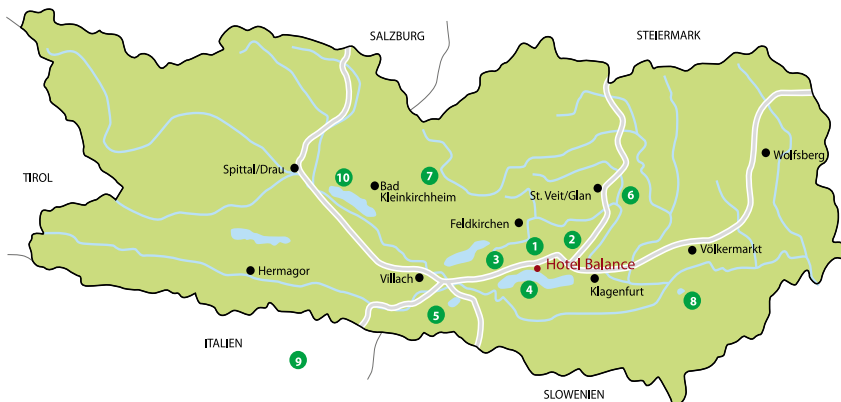 SALZBURG
STEIERMARK
TIROL
Spittal/Drau
10
Bad
Kleinkirchheim
7
St. Veit/Glan
6
Wolfsberg
Feldkirchen
1
2
Völkermarkt
3
Hotel Balance
Hermagor
Villach
4
Klagenfurt
8
5
ITALIEN
9
SLOWENIEN